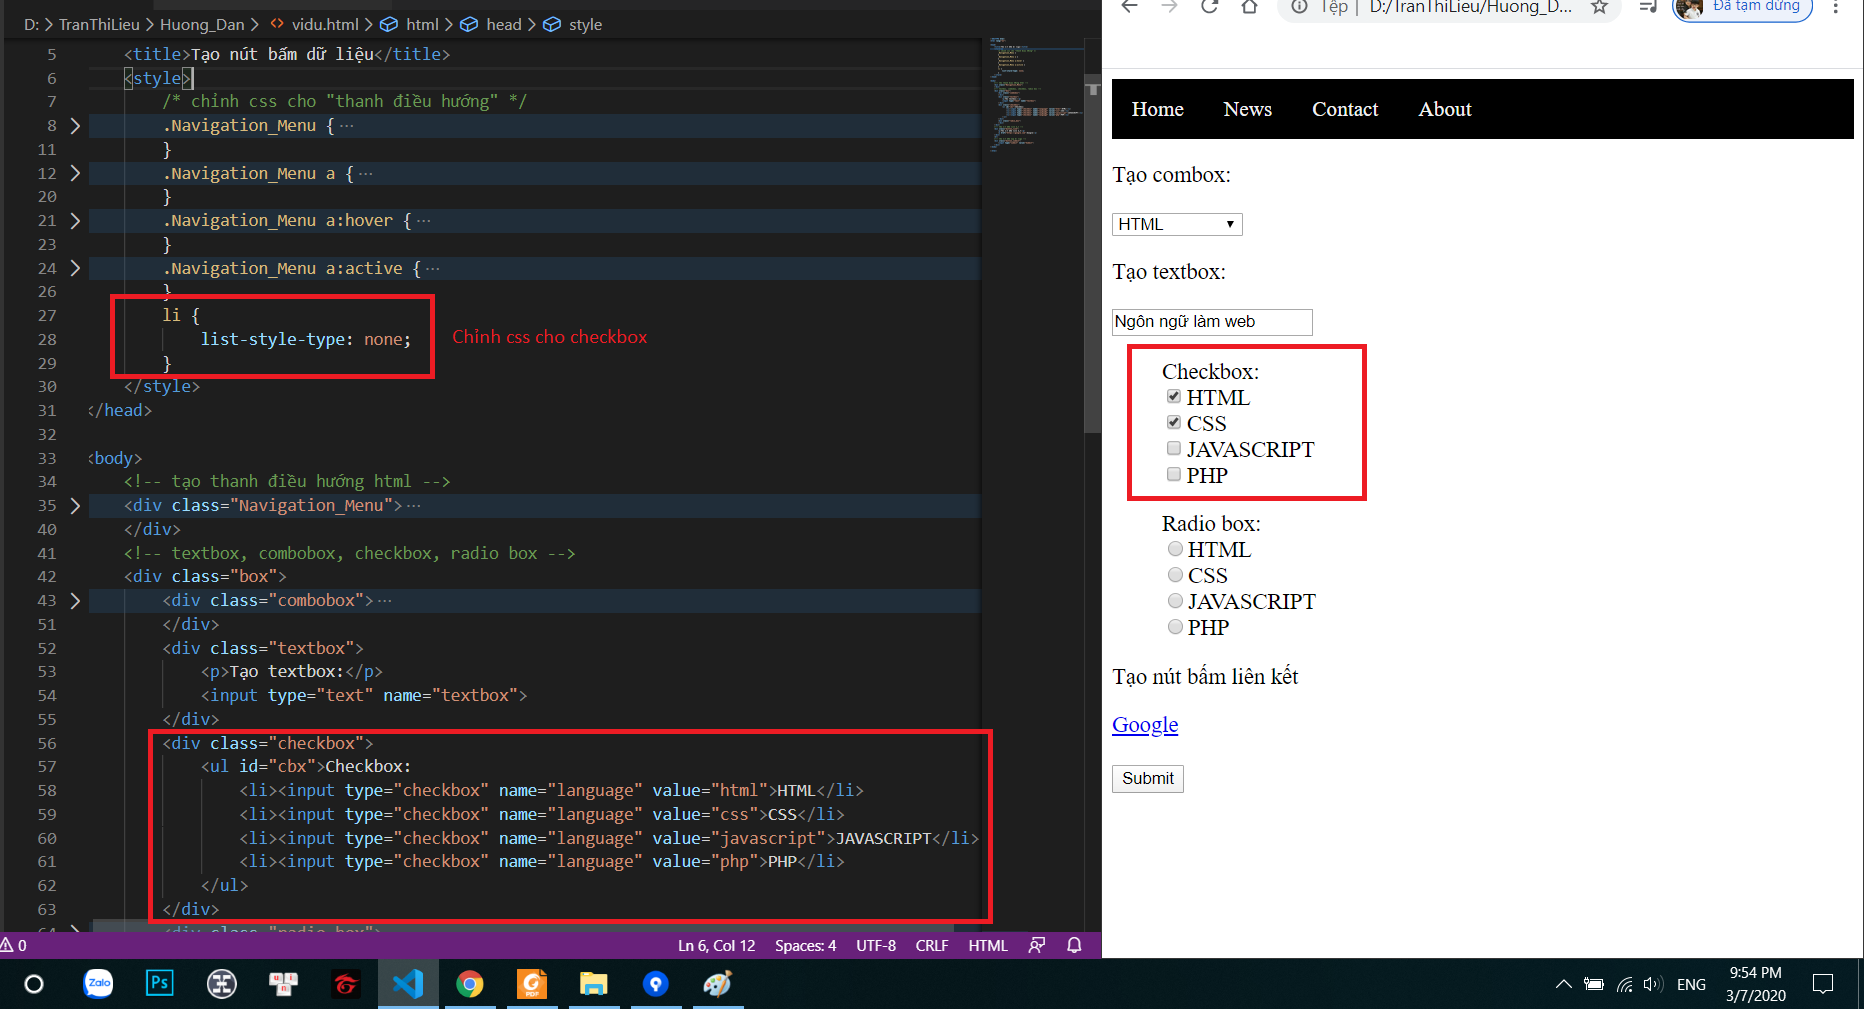 D: > TranThiLieu > Huong_Dan > <> vidu.html > html > head > style
5 <title>Tạo nút bấm dữ liệu</title>
6 <style>
7 /* chỉnh css cho "thanh điều hướng" */
8 .Navigation_Menu { ...
11 }
12 .Navigation_Menu a { ...
20 }
21 .Navigation_Menu a:hover { ...
23 }
24 .Navigation_Menu a:active { ...
26 }
27 li {
28 list-style-type: none;
29 }
Chỉnh css cho checkbox
30 </style>
31 </head>
32
33 <body>
34 <!-- tạo thanh điều hướng html -->
35 <div class="Navigation_Menu"> ...
40 </div>
41 <!-- textbox, combobox, checkbox, radio box -->
42 <div class="box">
43 <div class="combobox"> ...
51 </div>
52 <div class="textbox">
53 <p>Tạo textbox:</p>
54 <input type="text" name="textbox">
55 </div>
56 <div class="checkbox">
57 <ul id="cbx">Checkbox:
58 <li><input type="checkbox" name="language" value="html">HTML</li>
59 <li><input type="checkbox" name="language" value="css">CSS</li>
60 <li><input type="checkbox" name="language" value="javascript">JAVASCRIPT</li>
61 <li><input type="checkbox" name="language" value="php">PHP</li>
62 </ul>
63 </div>
64 <div class="radio box">
0 Ln 6, Col 12 Spaces: 4 UTF-8 CRLF HTML
Tệp | D:/TranThiLieu/Huong_D... Đã tạm dừng
Home News Contact About
Tạo combox:
HTML
Tạo textbox:
Ngôn ngữ làm web
Checkbox:
HTML
CSS
JAVASCRIPT
PHP
Radio box:
HTML
CSS
JAVASCRIPT
PHP
Tạo nút bấm liên kết
Google
Submit
Zalo Ps PDF ENG
9:54 PM
3/7/2020